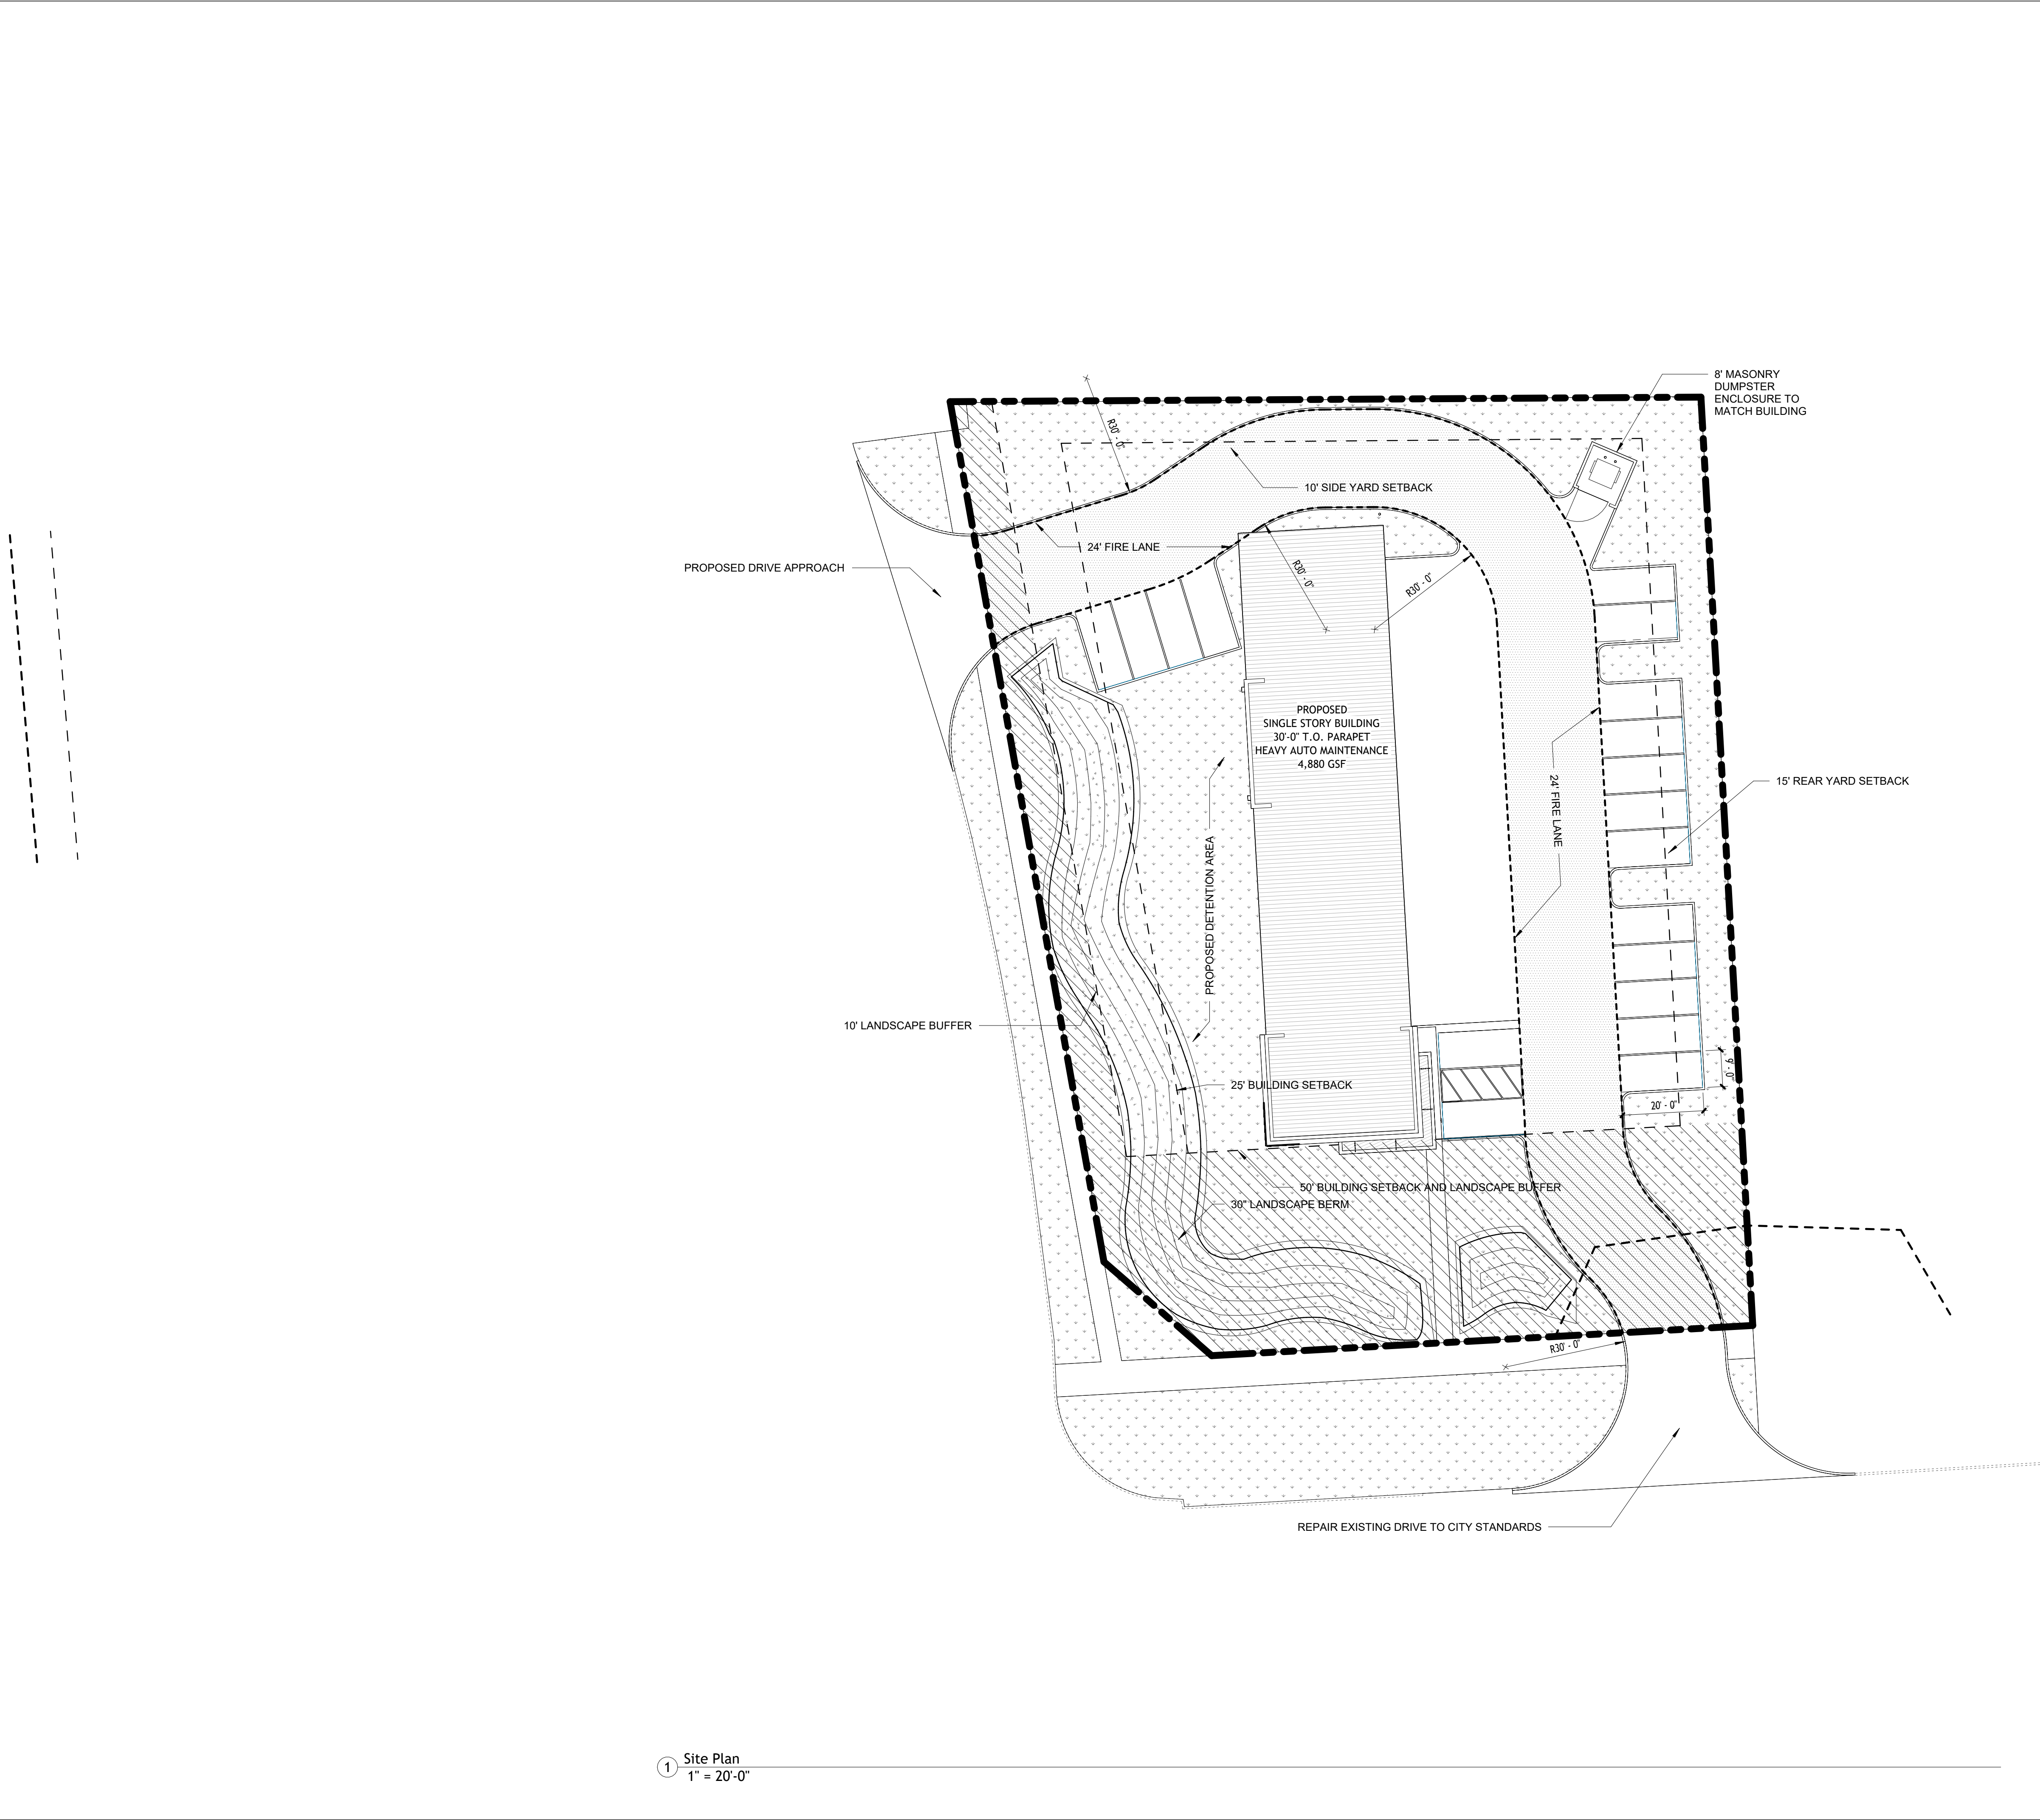 8' MASONRY
DUMPSTER
ENCLOSURE TO
MATCH BUILDING
R30' - 0"
10' SIDE YARD SETBACK
24' FIRE LANE
PROPOSED DRIVE APPROACH
R30' - 0"
R30' - 0"
PROPOSED
SINGLE STORY BUILDING
30'-0" T.O. PARAPET
HEAVY AUTO MAINTENANCE
4,880 GSF
24' FIRE LANE
15' REAR YARD SETBACK
PROPOSED DETENTION AREA
10' LANDSCAPE BUFFER
9' - 0"
25' BUILDING SETBACK
20' - 0"
50' BUILDING SETBACK AND LANDSCAPE BUFFER
30" LANDSCAPE BERM
R30' - 0"
REPAIR EXISTING DRIVE TO CITY STANDARDS
1 Site Plan
1" = 20'-0"